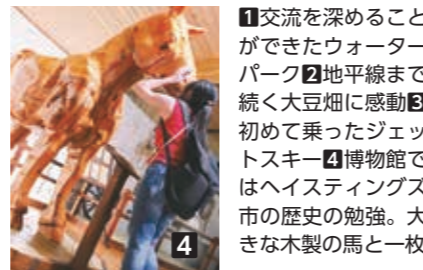 1交流を深めること
ができたウォーター
パーク2地平線まで
続く大豆畑に感動3
初めて乗ったジェッ
トスキー4博物館で
はヘイスティングズ
市の歴史の勉強。大
きな木製の馬と一枚
4